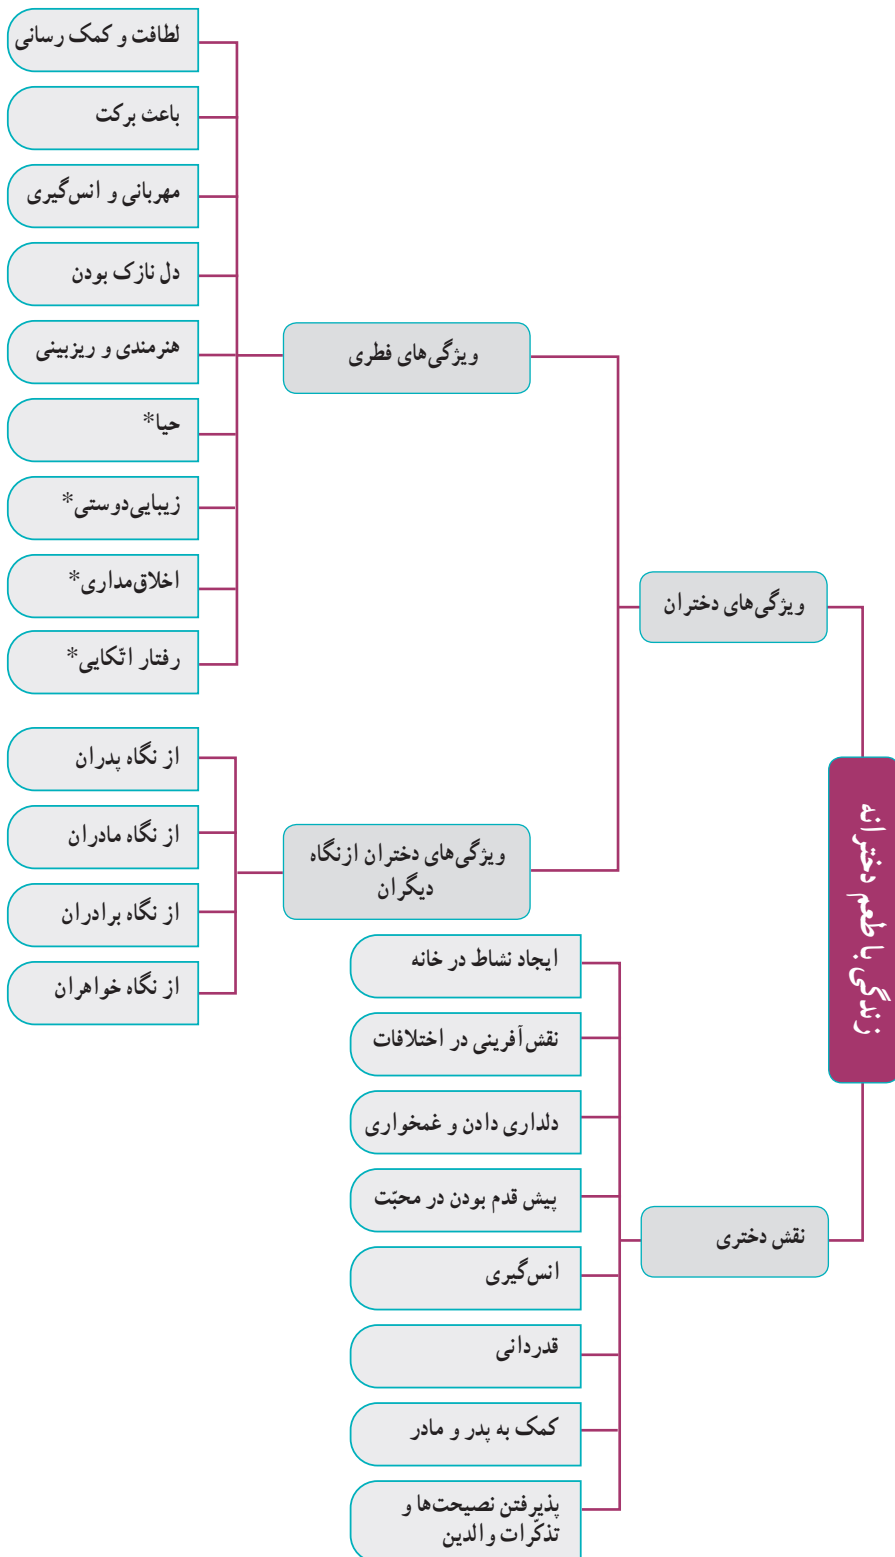 زندگی با طعم دخترانه
ویژگی‌های دختران
ویژگی‌های فطری
لطافت و کمک رسانی
باعث برکت
مهربانی و انس‌گیری
دل نازک بودن
هنرمندی و ریزبینی
حیا*
زیبایی‌دوستی*
اخلاق‌مداری*
رفتار اتّکایی*
ویژگی‌های دختران ازنگاه
دیگران
از نگاه پدران
از نگاه مادران
از نگاه برادران
از نگاه خواهران
نقش دختری
ایجاد نشاط در خانه
نقش‌آفرینی در اختلافات
دلداری دادن و غمخواری
پیش قدم بودن در محبّت
انس‌گیری
قدردانی
کمک به پدر و مادر
پذیرفتن نصیحت‌ها و
تذکّرات والدین